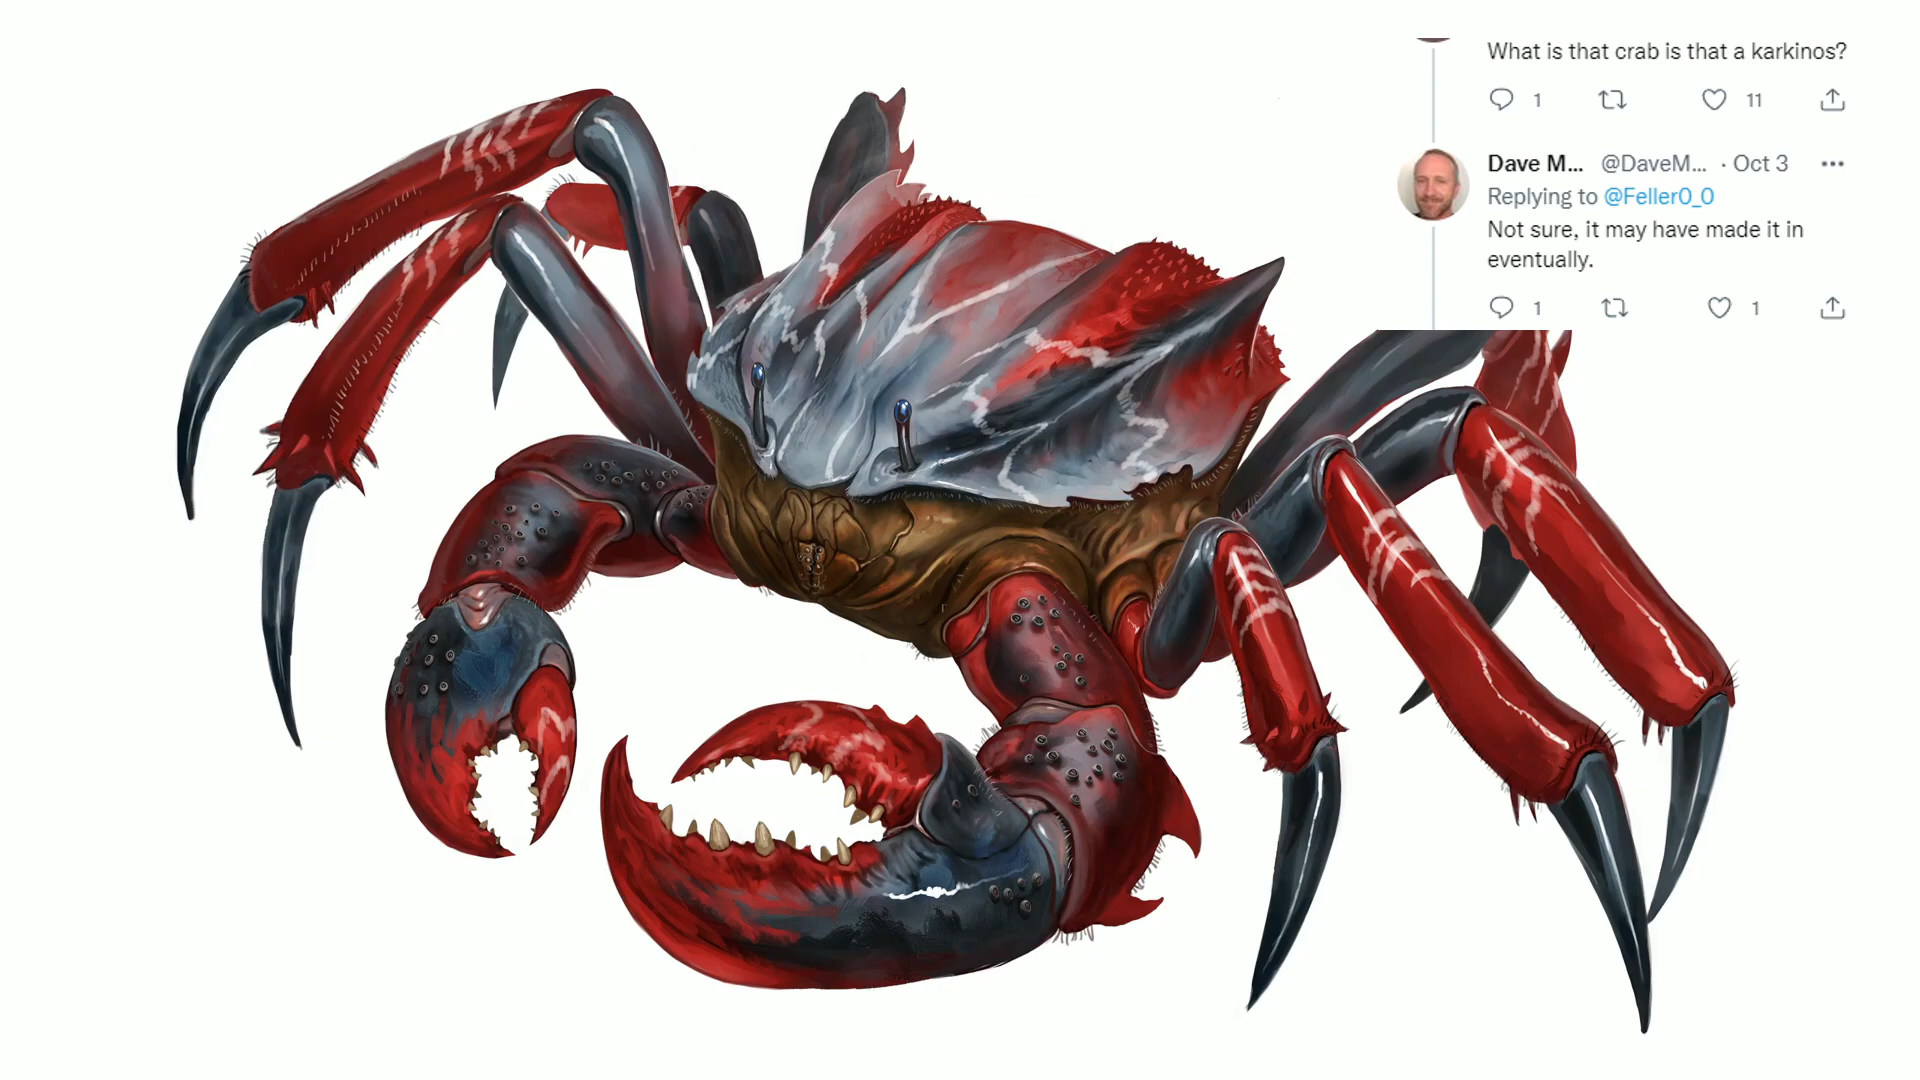 What is that crab is that a karkinos?
1 11
Dave M... @DaveM... · Oct 3 •••
Replying to @Feller0_0
Not sure, it may have made it in
eventually.
1 1